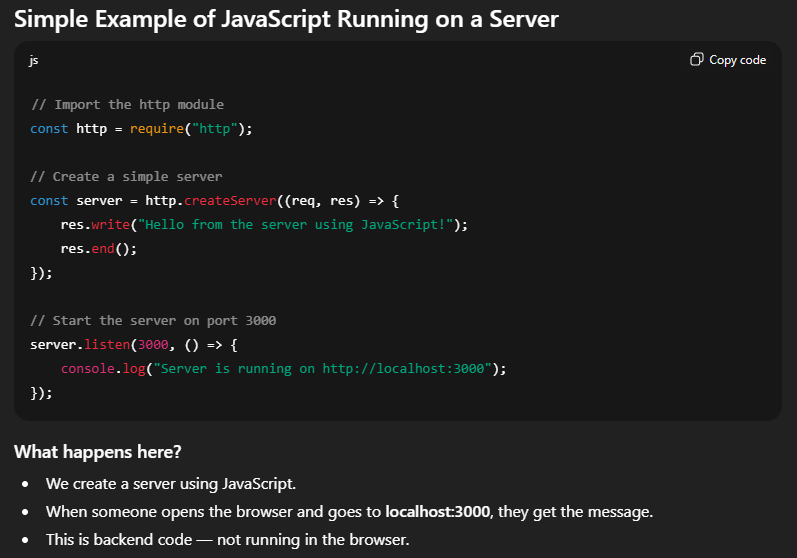 Simple Example of JavaScript Running on a Server
js
Copy code
// Import the http module
const http = require("http");
// Create a simple server
const server = http.createServer((req, res) => {
    res.write("Hello from the server using JavaScript!");
    res.end();
});
// Start the server on port 3000
server.listen(3000, () => {
    console.log("Server is running on http://localhost:3000");
});
What happens here?
• We create a server using JavaScript.
• When someone opens the browser and goes to localhost:3000, they get the message.
• This is backend code — not running in the browser.